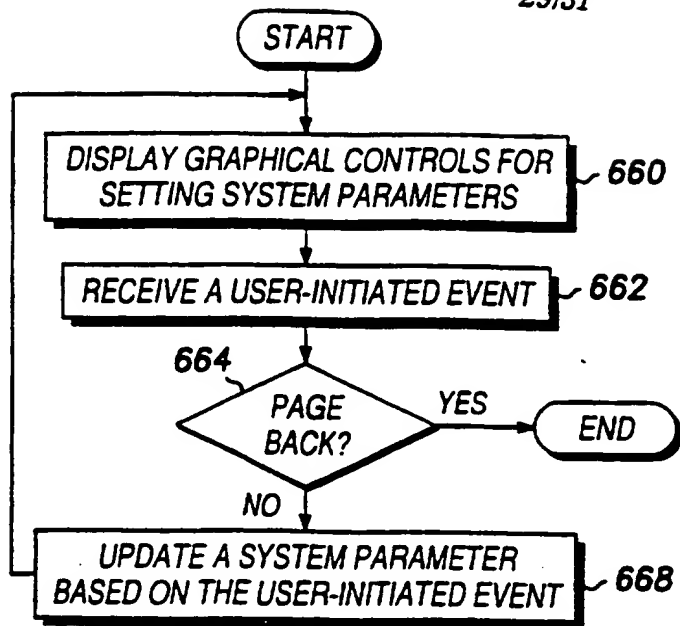 29/31
START
DISPLAY GRAPHICAL CONTROLS FOR
SETTING SYSTEM PARAMETERS
660
RECEIVE A USER-INITIATED EVENT
662
664
PAGE
BACK?
YES
END
NO
UPDATE A SYSTEM PARAMETER
BASED ON THE USER-INITIATED EVENT
668